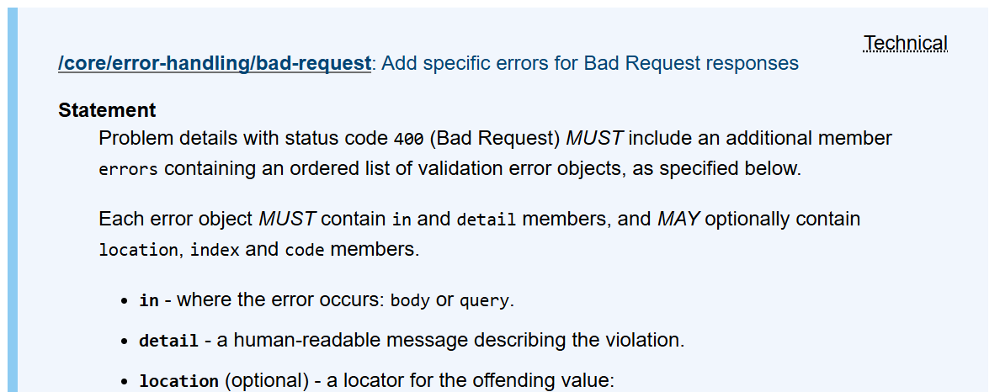 Technical
/core/error-handling/bad-request: Add specific errors for Bad Request responses
Statement
Problem details with status code 400 (Bad Request) MUST include an additional member
errors containing an ordered list of validation error objects, as specified below.
Each error object MUST contain in and detail members, and MAY optionally contain
location, index and code members.
• in - where the error occurs: body or query.
• detail - a human-readable message describing the violation.
• location (optional) - a locator for the offending value: